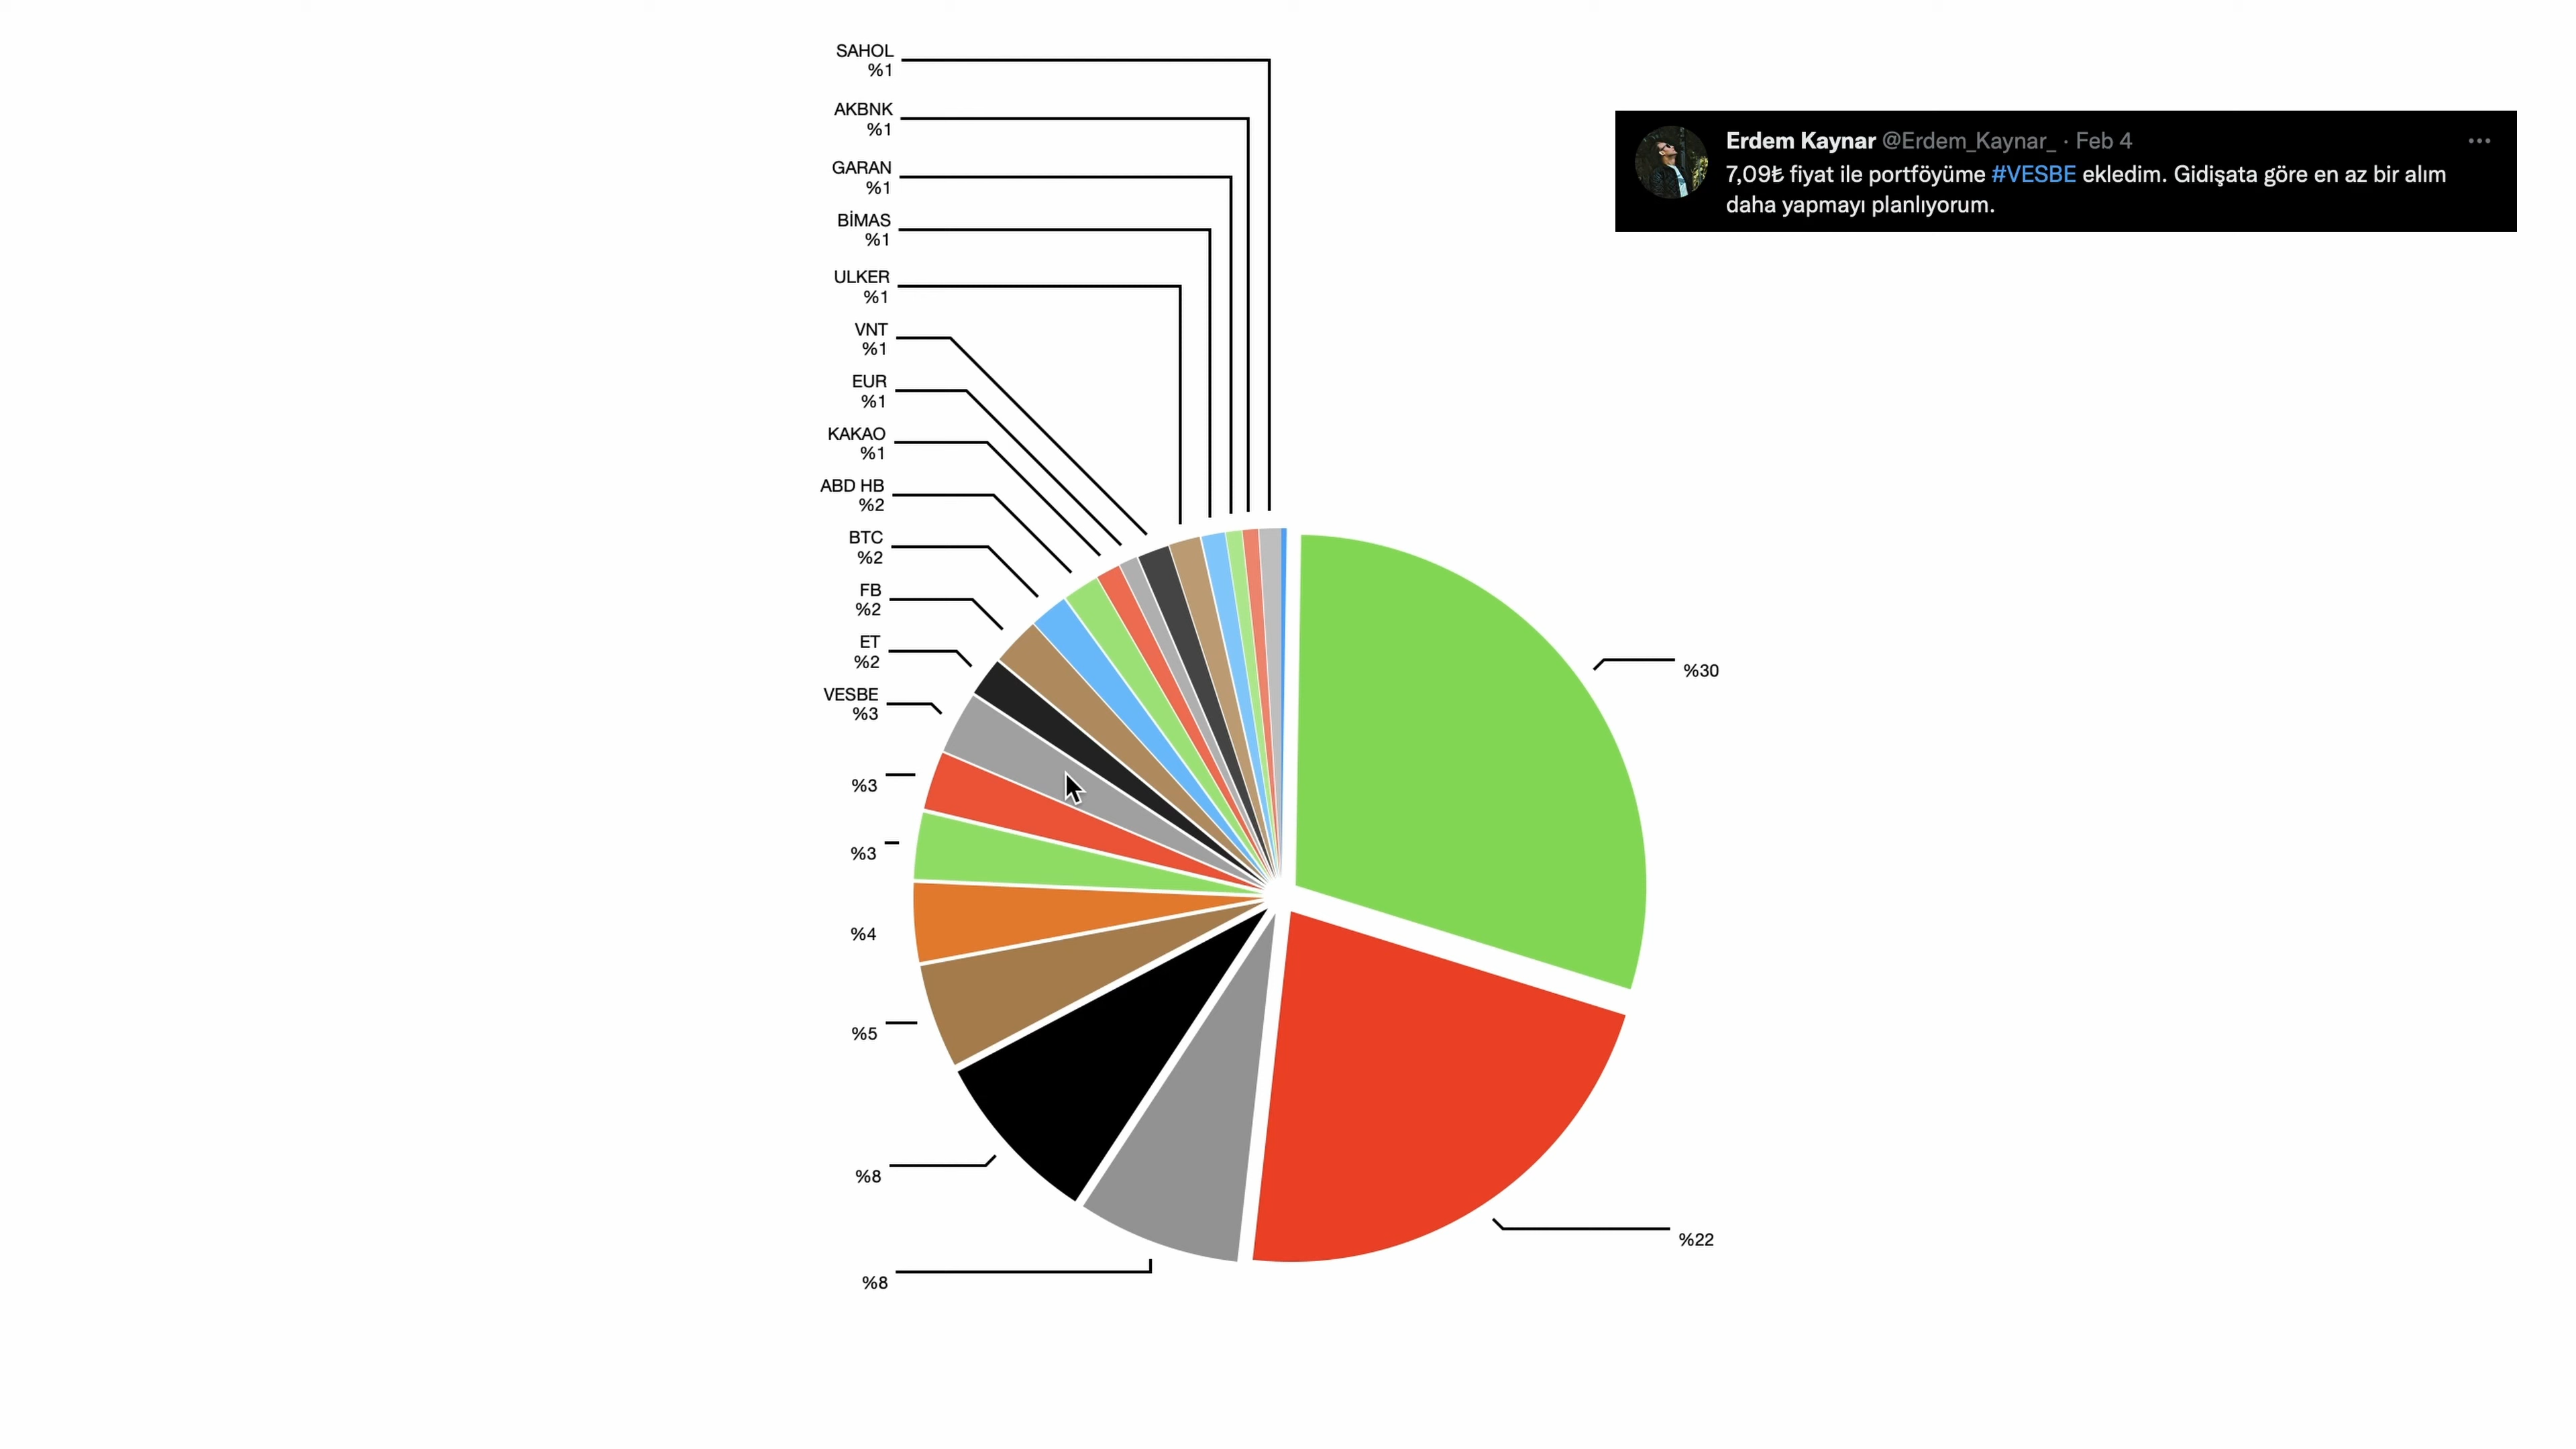 SAHOL
%1
AKBNK
%1
GARAN
%1
BİMAS
%1
ULKER
%1
VNT
%1
EUR
%1
KAKAO
%1
ABD HB
%2
BTC
%2
FB
%2
ET
%2
VESBE
%3
%3
%3
%4
%5
%8
%8
%30
%22
Erdem Kaynar @Erdem_Kaynar_ · Feb 4
7,09₺ fiyat ile portföyüme #VESBE ekledim. Gidişata göre en az bir alım
daha yapmayı planlıyorum.